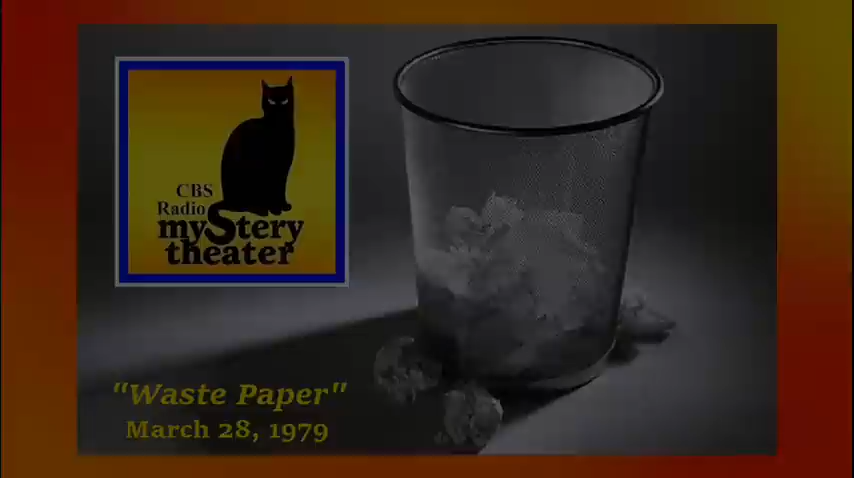 CBS
Radio
mystery
theater
"Waste Paper"
March 28, 1979